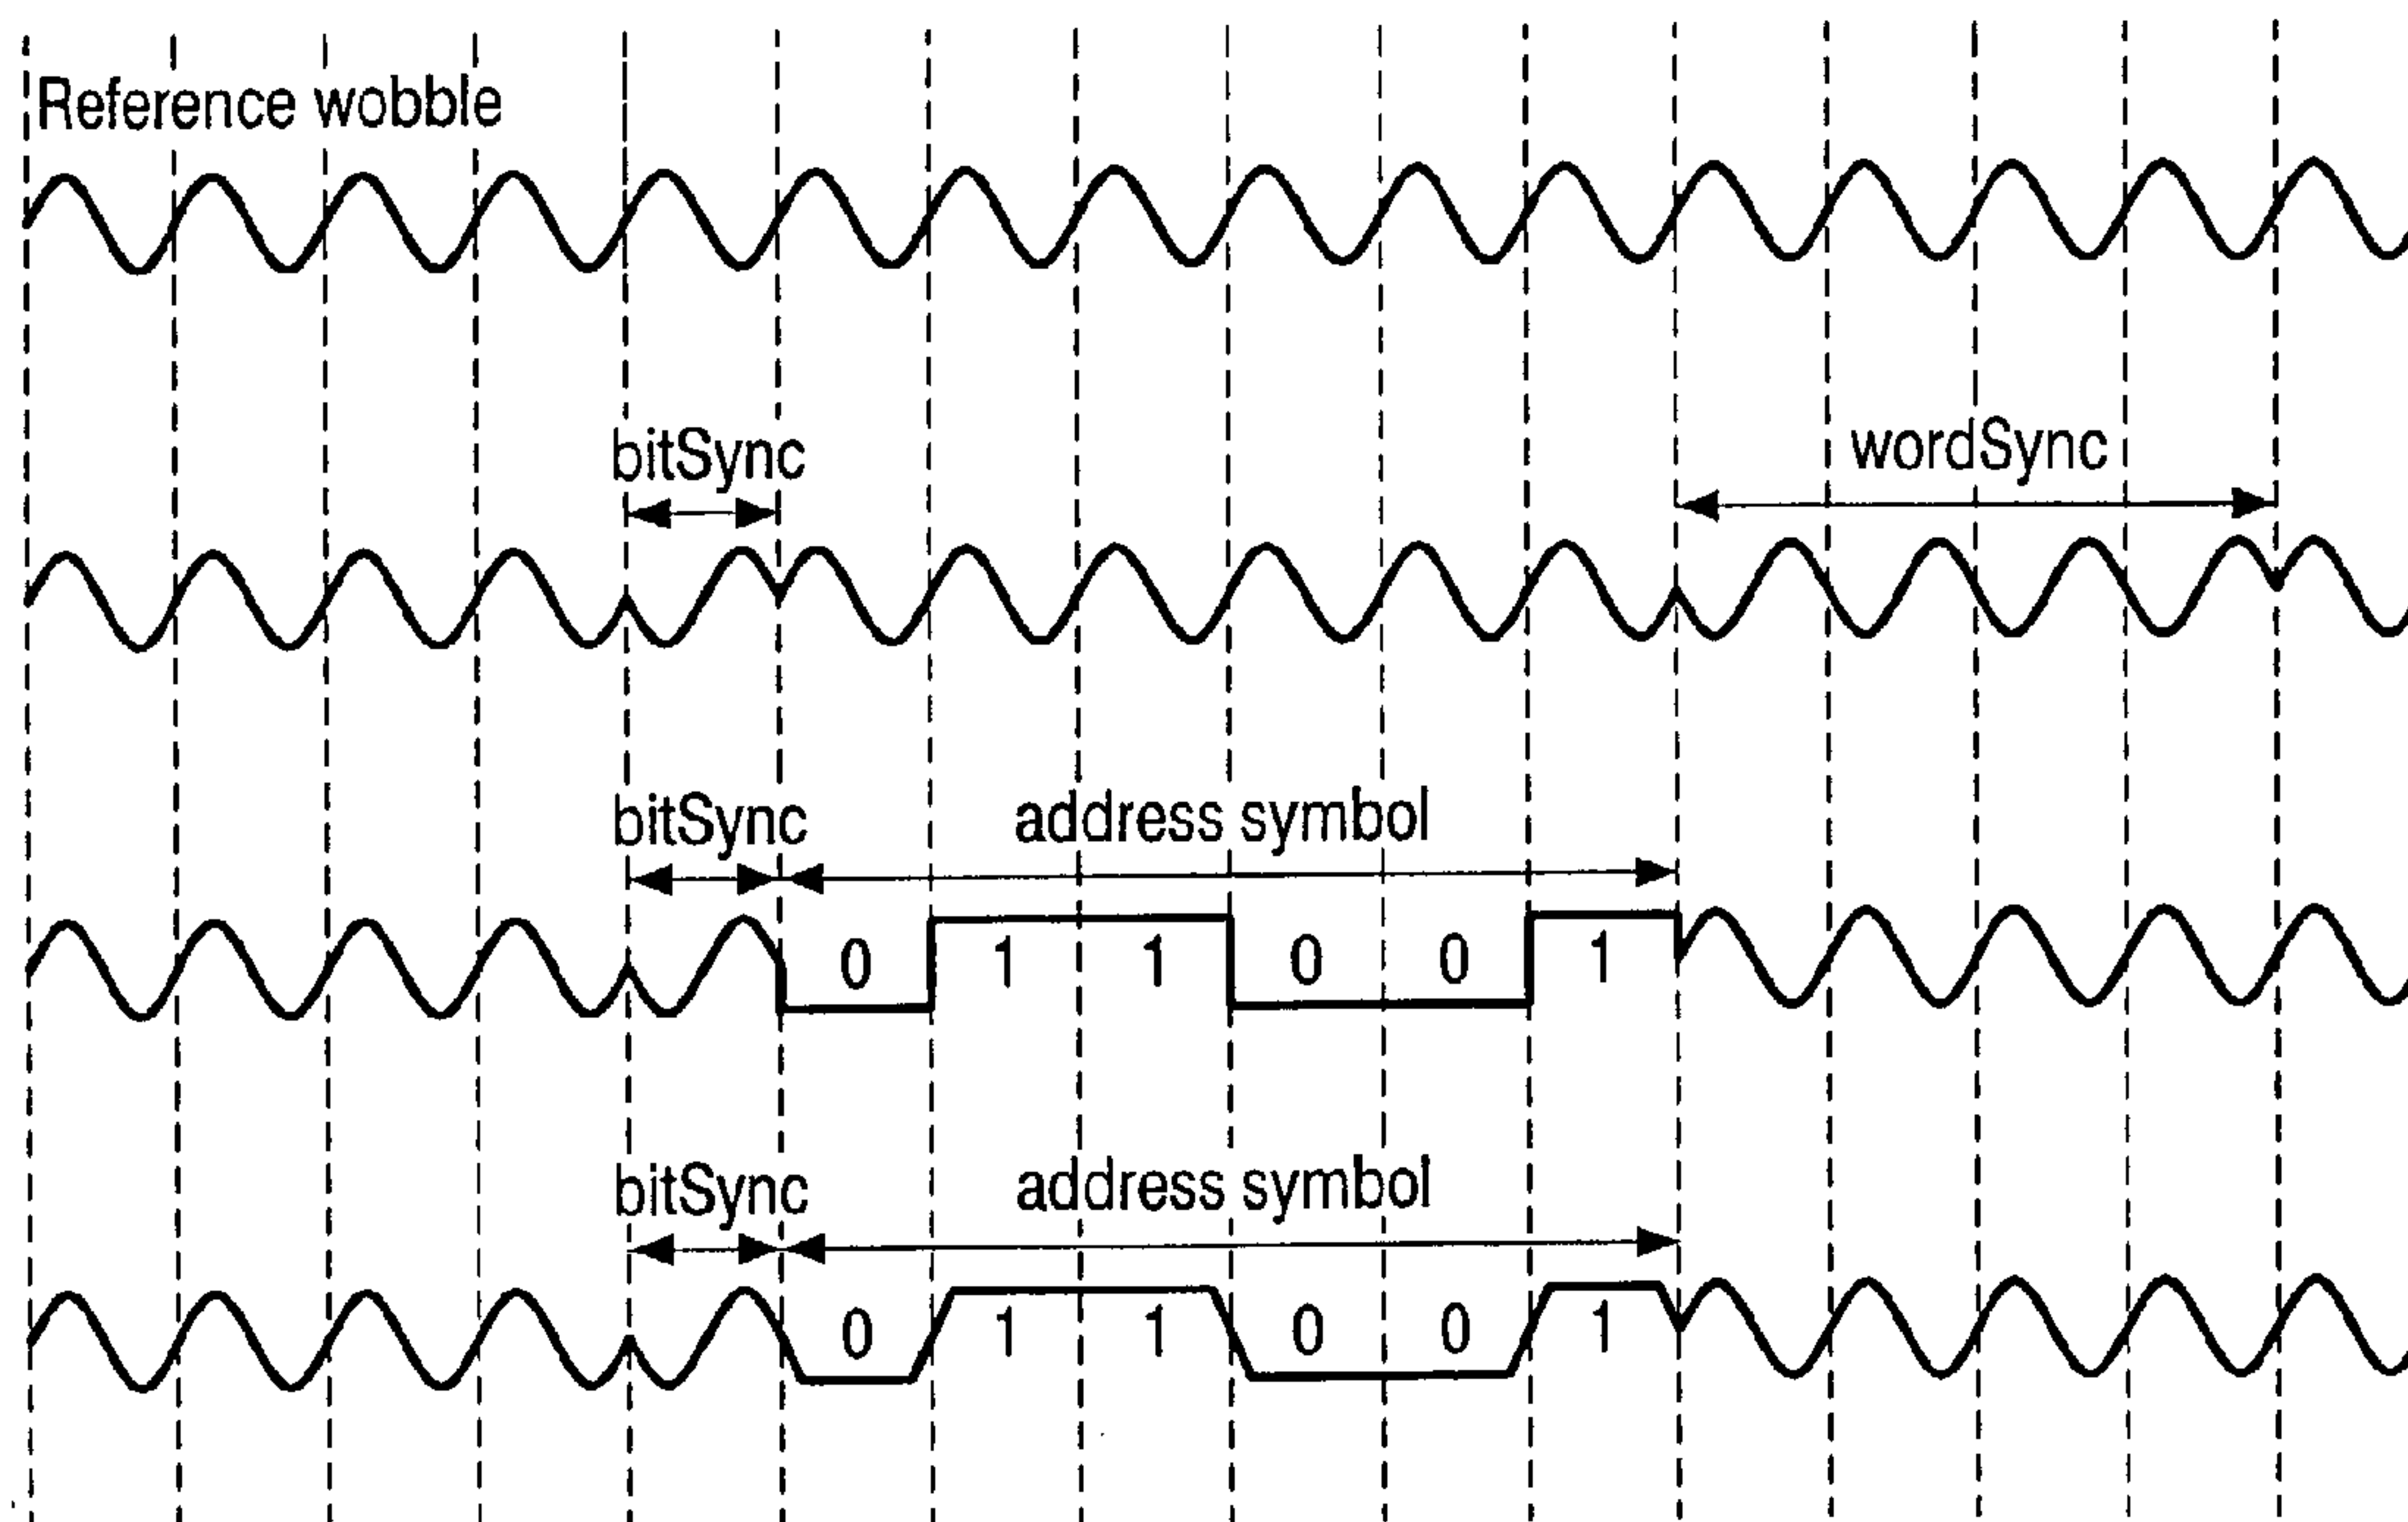 Reference wobble
bitSync wordSync
bitSync address symbol
0 1 1 0 0 1
bitSync address symbol
0 1 1 0 0 1